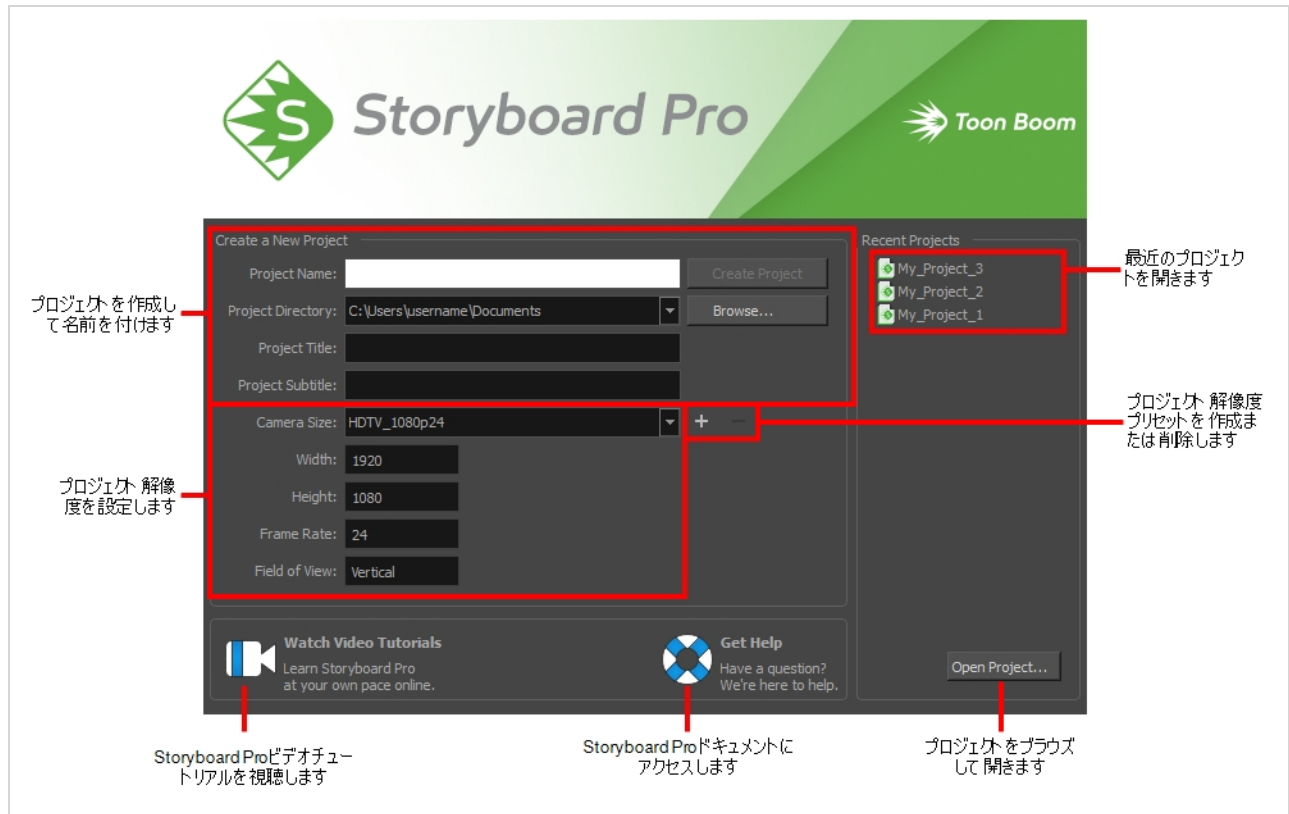 S
Storyboard Pro
Toon Boom
Create a New Project
Project Name:
Create Project
Project Directory:
C:\Users\username\Documents
Browse...
Project Title:
Project Subtitle:
Camera Size:
HDTV_1080p24
+
−
Width:
1920
Height:
1080
Frame Rate:
24
Field of View:
Vertical
Recent Projects
My_Project_3
My_Project_2
My_Project_1
Watch Video Tutorials
Learn Storyboard Pro
at your own pace online.
Get Help
Have a question?
We're here to help.
Open Project...
プロジェクトを作成し
て名前を付けます
プロジェクト解像
度を設定します
最近のプロジェク
トを開きます
プロジェクト解像度
プリセットを作成ま
たは削除します
Storyboard Proビデオチュー
トリアルを視聴します
Storyboard Proドキュメントに
アクセスします
プロジェクトをブラウズ
して開きます